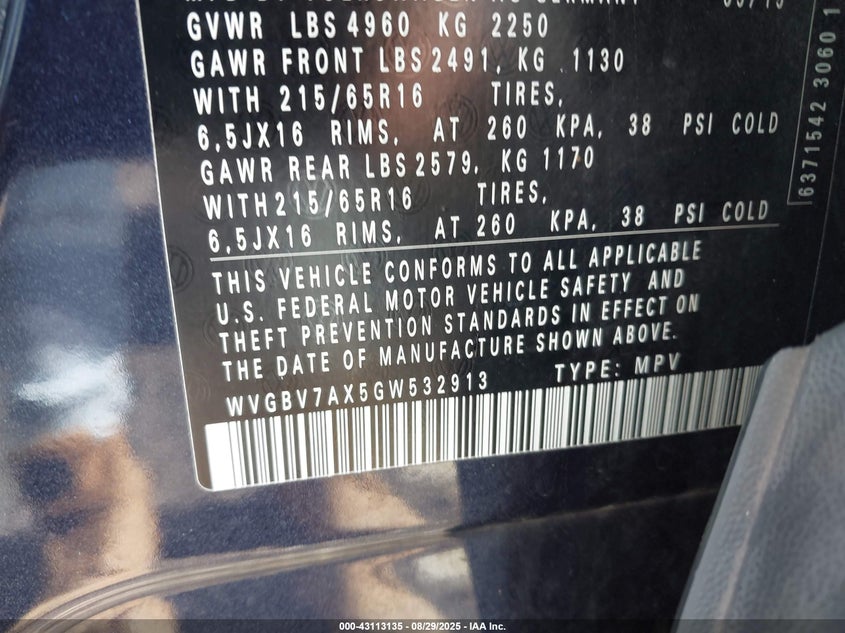 GVWR LBS 4960 KG 2250
GAWR FRONT LBS 2491, KG 1130
WITH 215/65R16 TIRES,
6,5JX16 RIMS, AT 260 KPA, 38 PSI COLD
GAWR REAR LBS 2579, KG 1170
WITH 215/65R16 TIRES,
6,5JX16 RIMS, AT 260 KPA, 38 PSI COLD
THIS VEHICLE CONFORMS TO ALL APPLICABLE
U.S. FEDERAL MOTOR VEHICLE SAFETY AND
THEFT PREVENTION STANDARDS IN EFFECT ON
THE DATE OF MANUFACTURE SHOWN ABOVE.
WVGBV7AX5GW532913 TYPE: MPV
6371542 3060 1
000-43113135 - 08/29/2025 - IAA Inc.